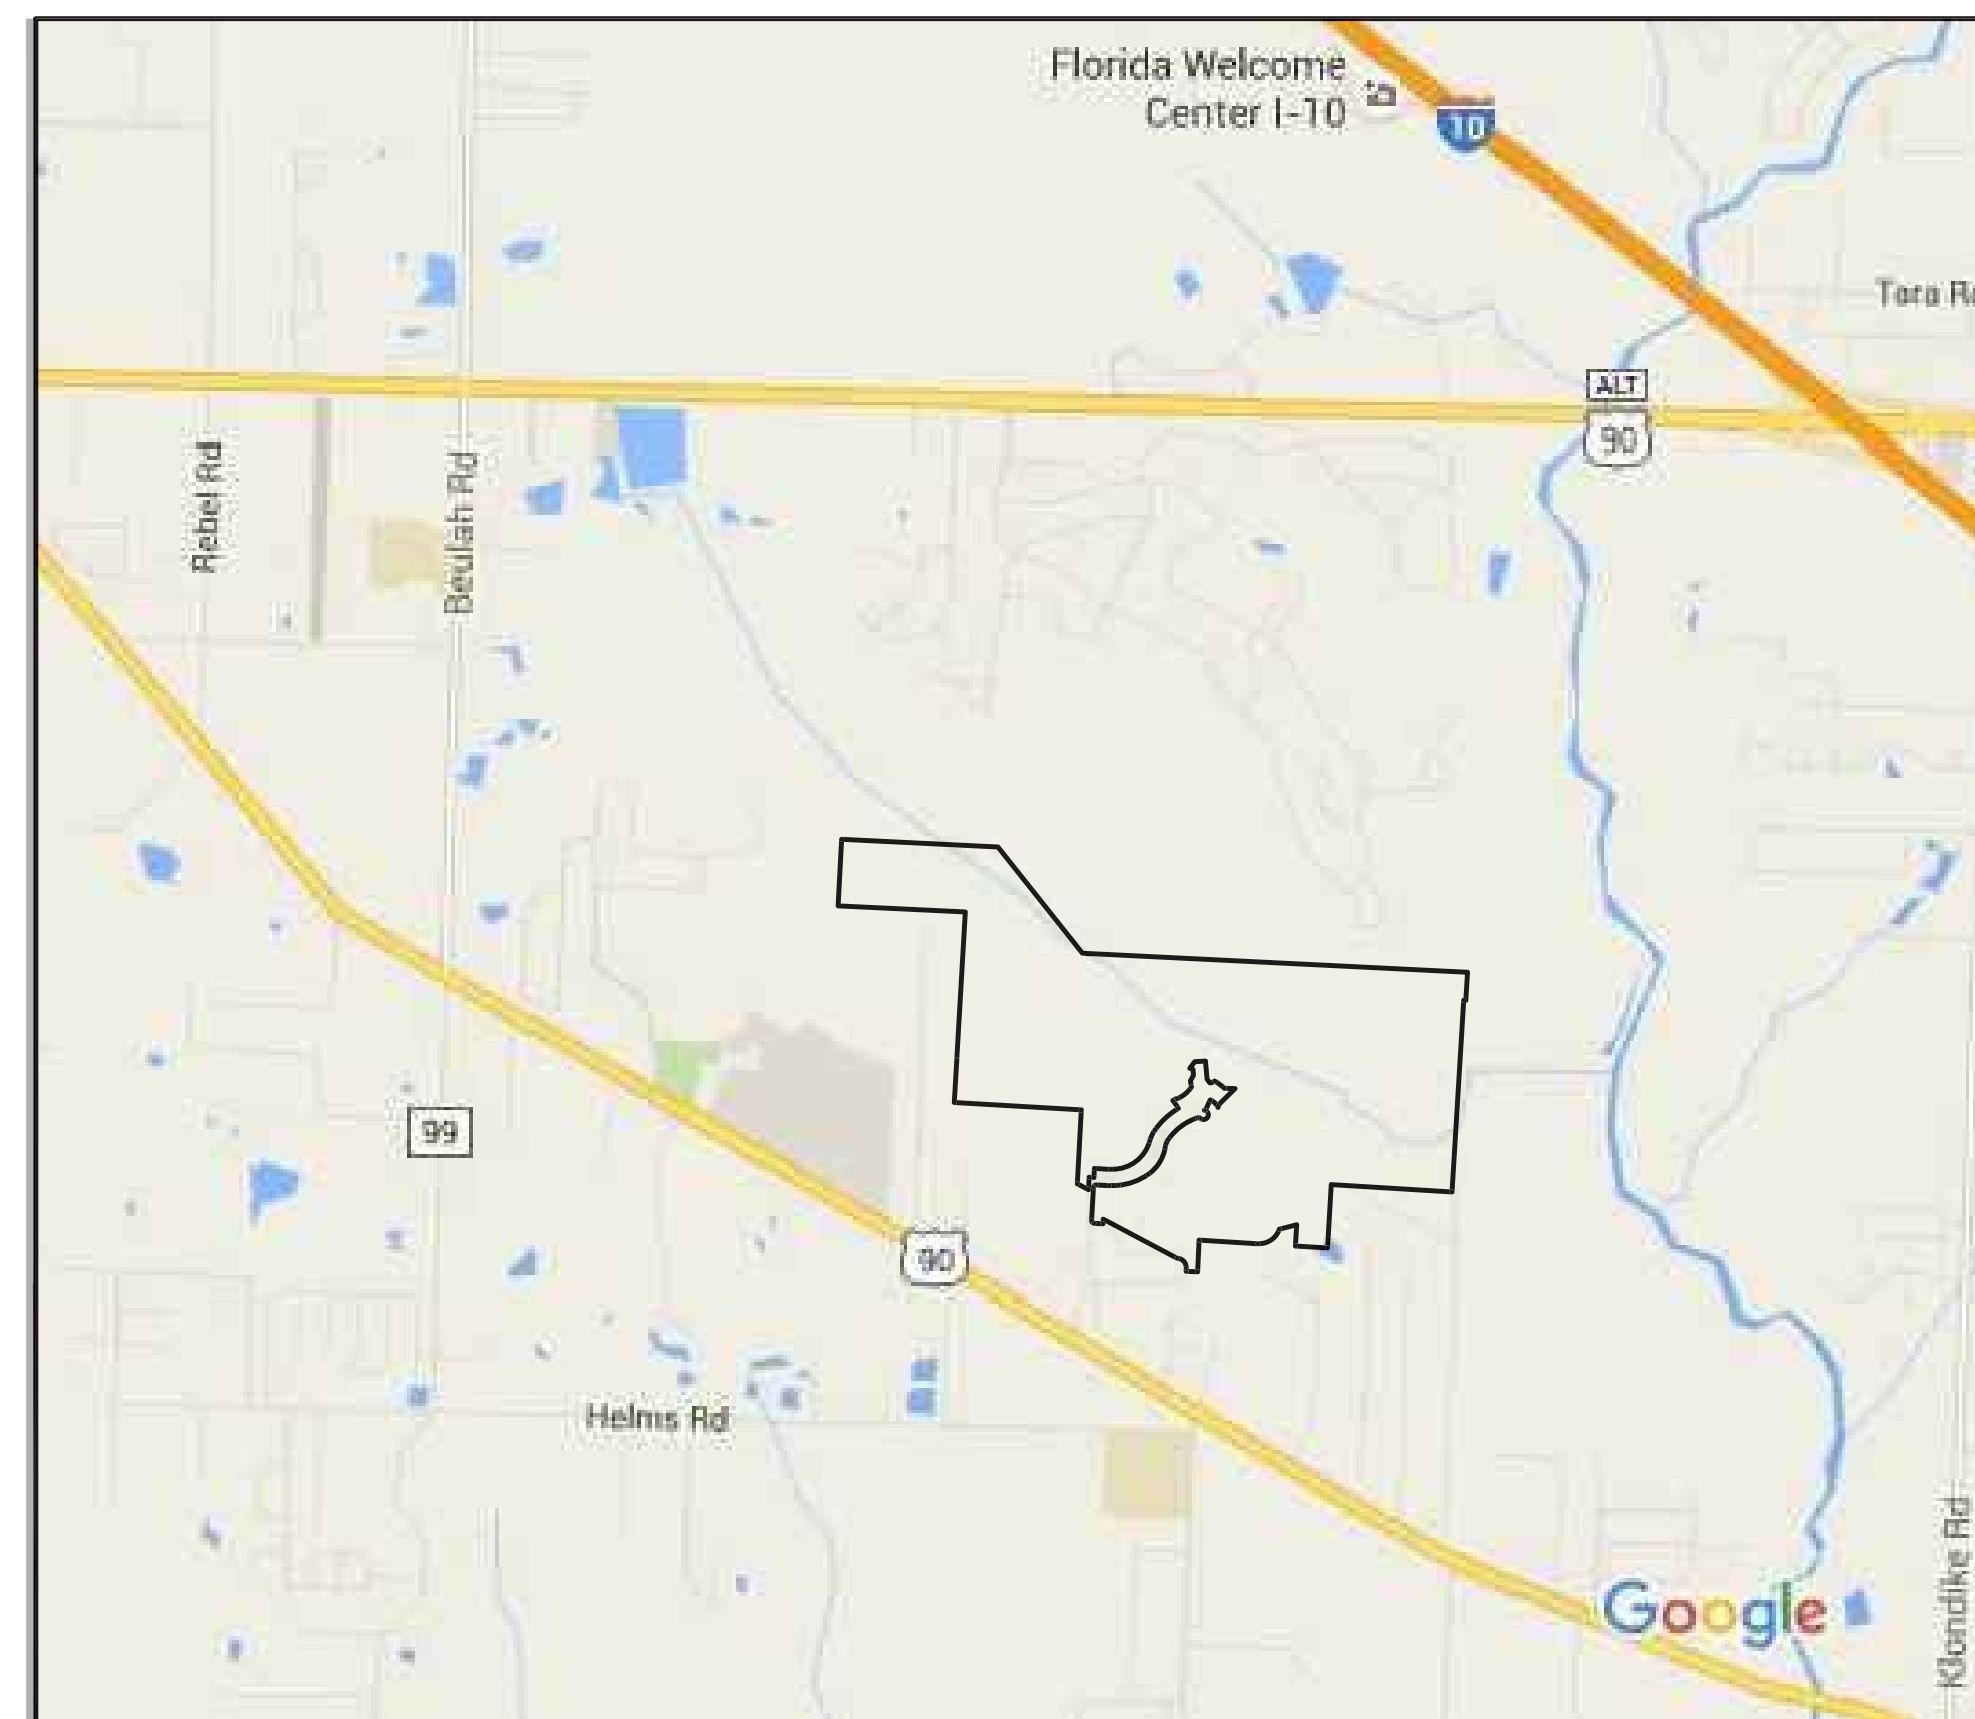 Florida Welcome
Center I-10
10
Tara Rd
ALT
90
Rebel Rd
Beulah Rd
99
90
Helms Rd
Klondike Rd
Google